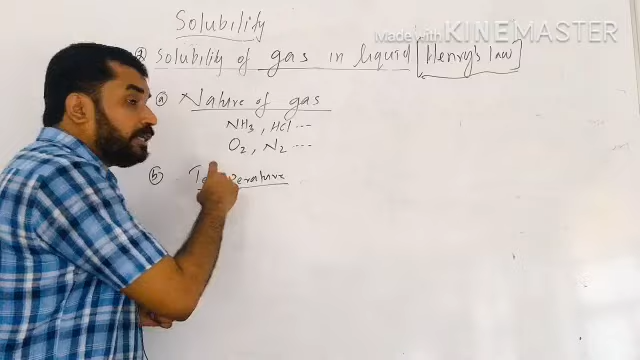 Solubility
Made with KINEMASTER
② Solubility of gas in liquid [Henry's law]
ⓐ Nature of gas
NH₃, HCl ....
O₂, N₂ ....
ⓑ Temperature